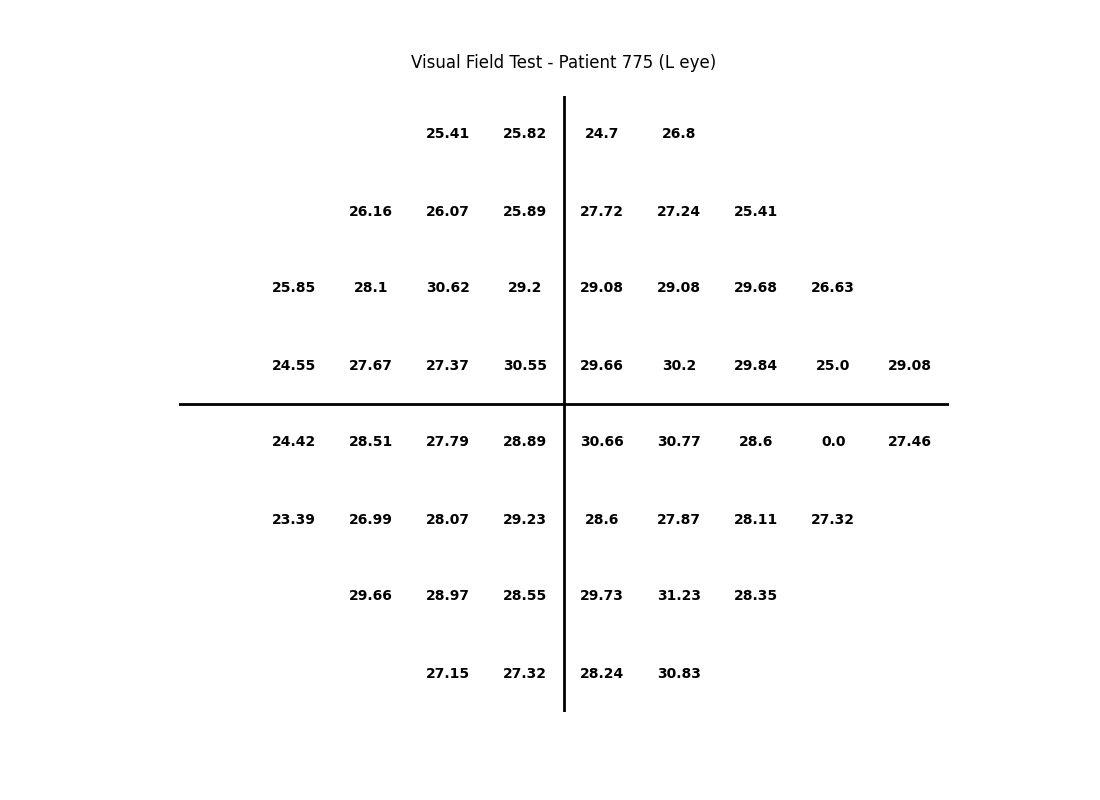 Visual Field Test - Patient 775 (L eye)
25.41 25.82 24.7 26.8
26.16 26.07 25.89 27.72 27.24 25.41
25.85 28.1 30.62 29.2 29.08 29.08 29.68 26.63
24.55 27.67 27.37 30.55 29.66 30.2 29.84 25.0 29.08
24.42 28.51 27.79 28.89 30.66 30.77 28.6 0.0 27.46
23.39 26.99 28.07 29.23 28.6 27.87 28.11 27.32
29.66 28.97 28.55 29.73 31.23 28.35
27.15 27.32 28.24 30.83